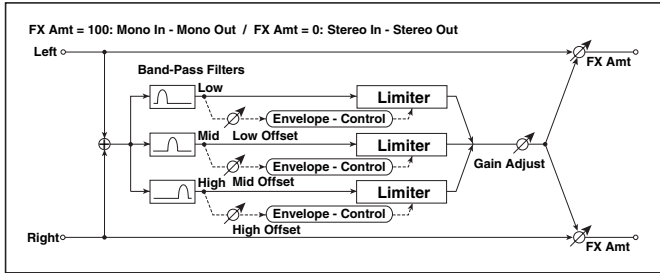 FX Amt = 100: Mono In - Mono Out / FX Amt = 0: Stereo In - Stereo Out
Left
FX Amt
Band-Pass Filters
Low
Limiter
Envelope - Control
Mid
Low Offset
Limiter
Envelope - Control
Gain Adjust
High
Mid Offset
Limiter
Envelope - Control
High Offset
Right
FX Amt